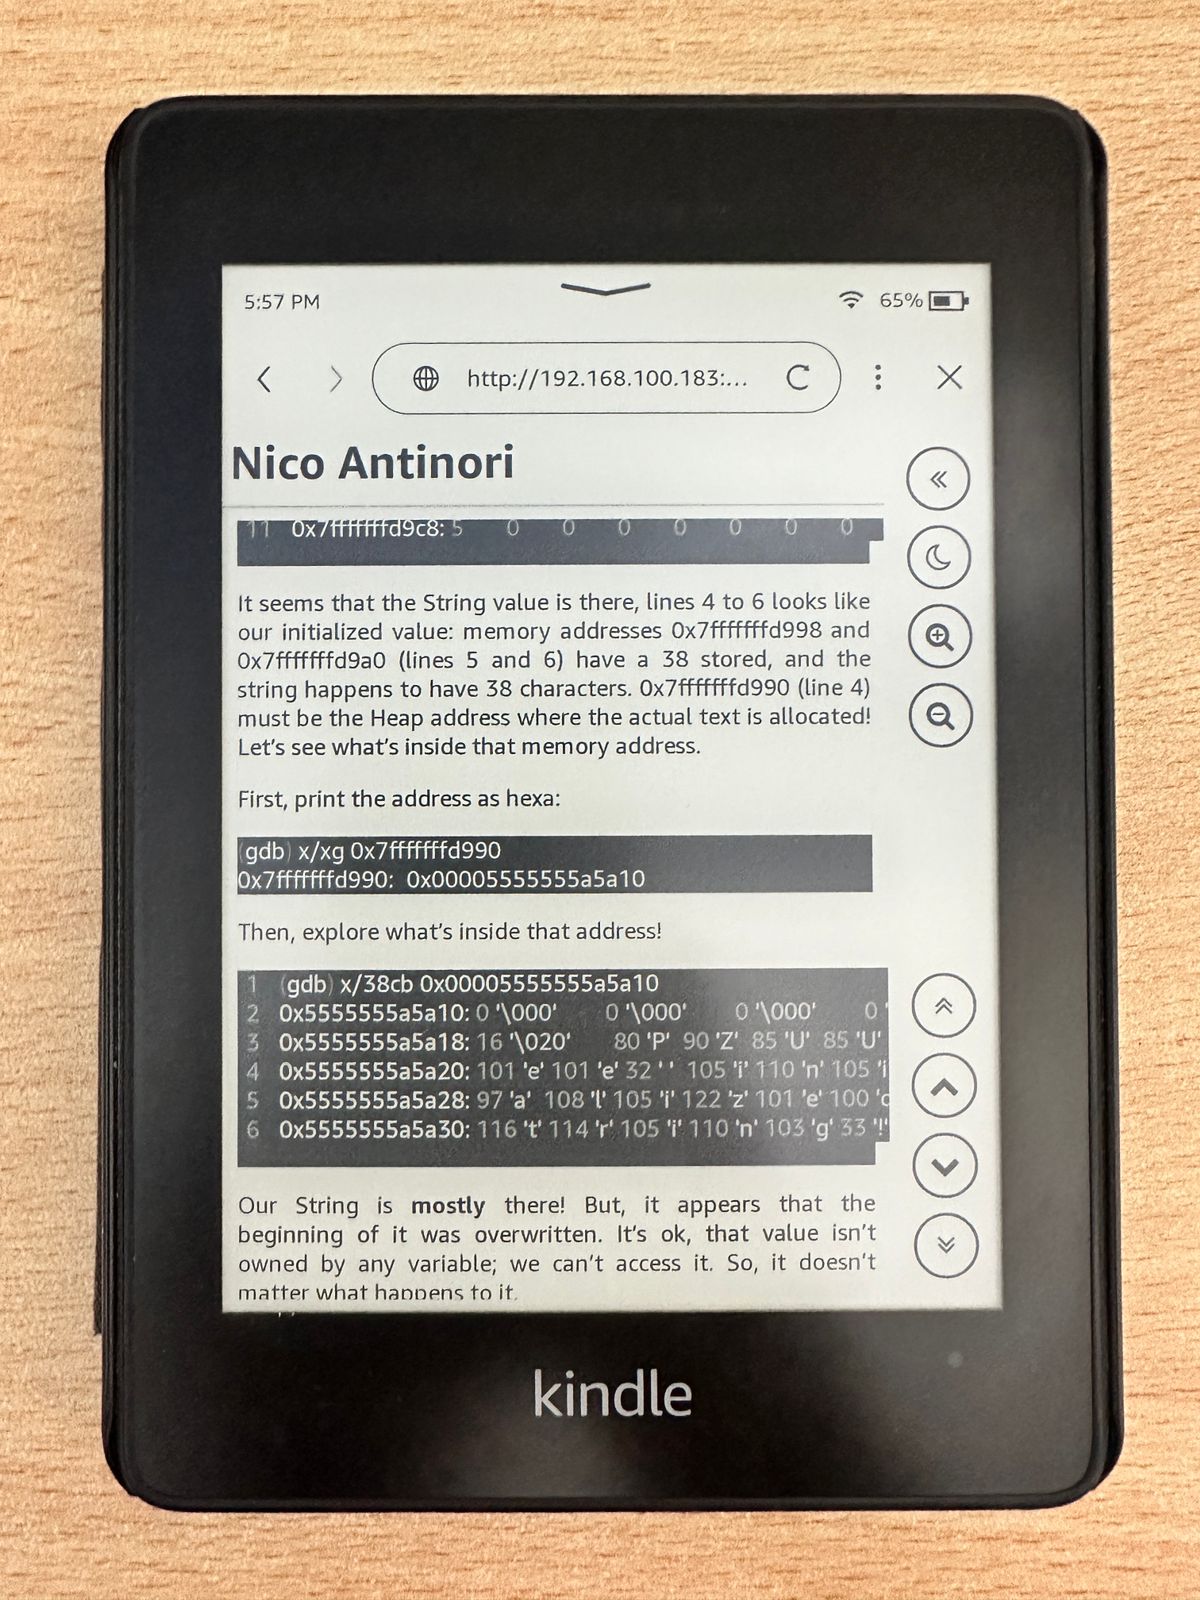 5:57 PM
65%
http://192.168.100.183:...
Nico Antinori
11 0x7fffffffd9c8: 5 0 0 0 0 0 0 0
It seems that the String value is there, lines 4 to 6 looks like
our initialized value: memory addresses 0x7fffffffd998 and
0x7fffffffd9a0 (lines 5 and 6) have a 38 stored, and the
string happens to have 38 characters. 0x7fffffffd990 (line 4)
must be the Heap address where the actual text is allocated!
Let's see what's inside that memory address.
First, print the address as hexa:
(gdb) x/xg 0x7fffffffd990
0x7fffffffd990: 0x00005555555a5a10
Then, explore what's inside that address!
1 (gdb) x/38cb 0x00005555555a5a10
2 0x5555555a5a10: 0 '\000' 0 '\000' 0 '\000' 0 '
3 0x5555555a5a18: 16 '\020' 80 'P' 90 'Z' 85 'U' 85 'U'
4 0x5555555a5a20: 101 'e' 101 'e' 32 ' ' 105 'i' 110 'n' 105 'i
5 0x5555555a5a28: 97 'a' 108 'l' 105 'i' 122 'z' 101 'e' 100
6 0x5555555a5a30: 116 't' 114 'r' 105 'i' 110 'n' 103 'g' 33 '!'
Our String is mostly there! But, it appears that the
beginning of it was overwritten. It's ok, that value isn't
owned by any variable; we can't access it. So, it doesn't
matter what happens to it.
kindle